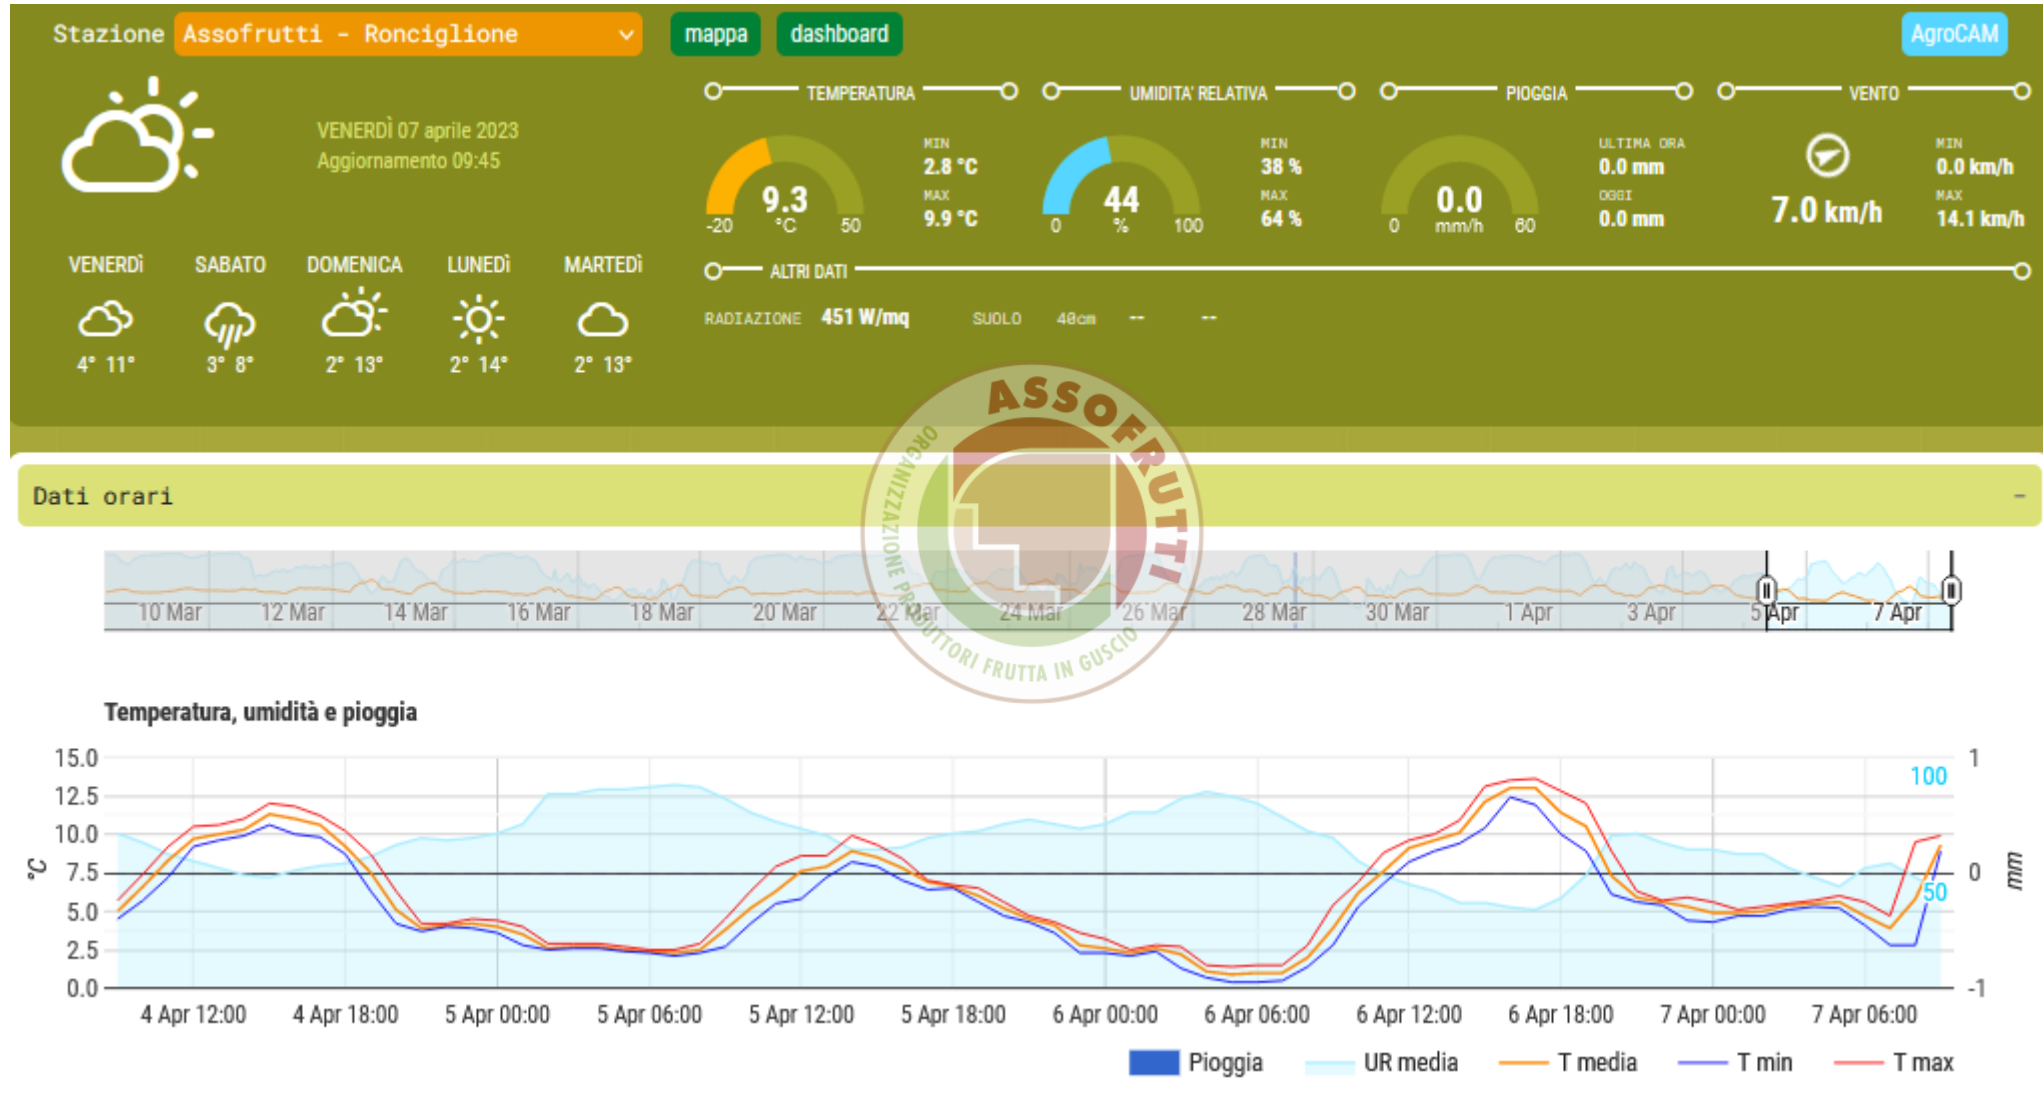 Stazione Assofrutti - Ronciglione mappa dashboard AgroCAM
VENERDÌ 07 aprile 2023
Aggiornamento 09:45
TEMPERATURA
9.3
°C
-20 50
MIN
2.8 °C
MAX
9.9 °C
UMIDITA' RELATIVA
44
%
0 100
MIN
38 %
MAX
64 %
PIOGGIA
0.0
mm/h
0 60
ULTIMA ORA
0.0 mm
OGGI
0.0 mm
VENTO
7.0 km/h
MIN
0.0 km/h
MAX
14.1 km/h
VENERDì SABATO DOMENICA LUNEDì MARTEDì
4° 11° 3° 8° 2° 13° 2° 14° 2° 13°
ALTRI DATI
RADIAZIONE 451 W/mq SUOLO 40cm -- --
ASSOFRUTTI
ORGANIZZAZIONE PRODUTTORI FRUTTA IN GUSCIO
Dati orari -
10 Mar 12 Mar 14 Mar 16 Mar 18 Mar 20 Mar 22 Mar 24 Mar 26 Mar 28 Mar 30 Mar 1 Apr 3 Apr 5 Apr 7 Apr
Temperatura, umidità e pioggia
15.0
12.5
10.0
7.5
5.0
2.5
0.0
°C
1
0
-1
mm
100
50
4 Apr 12:00 4 Apr 18:00 5 Apr 00:00 5 Apr 06:00 5 Apr 12:00 5 Apr 18:00 6 Apr 00:00 6 Apr 06:00 6 Apr 12:00 6 Apr 18:00 7 Apr 00:00 7 Apr 06:00
Pioggia UR media T media T min T max